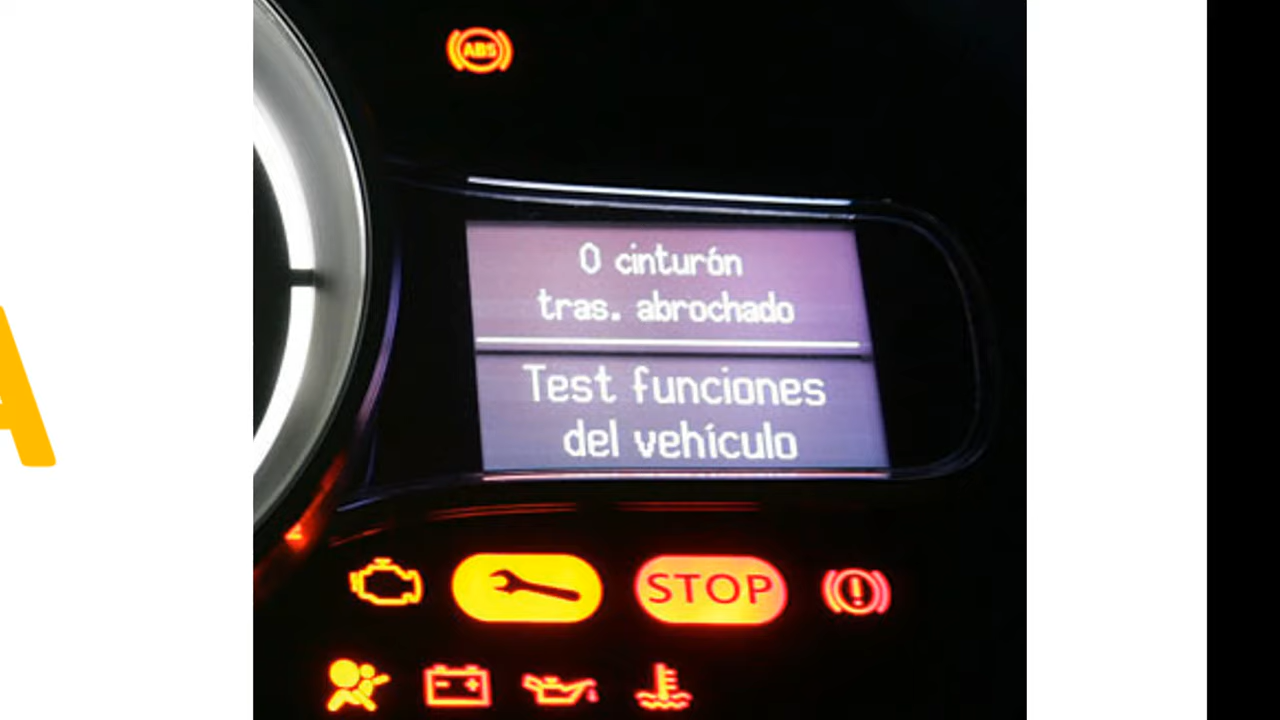 A
ABS
0 cinturón
tras. abrochado
Test funciones
del vehículo
STOP